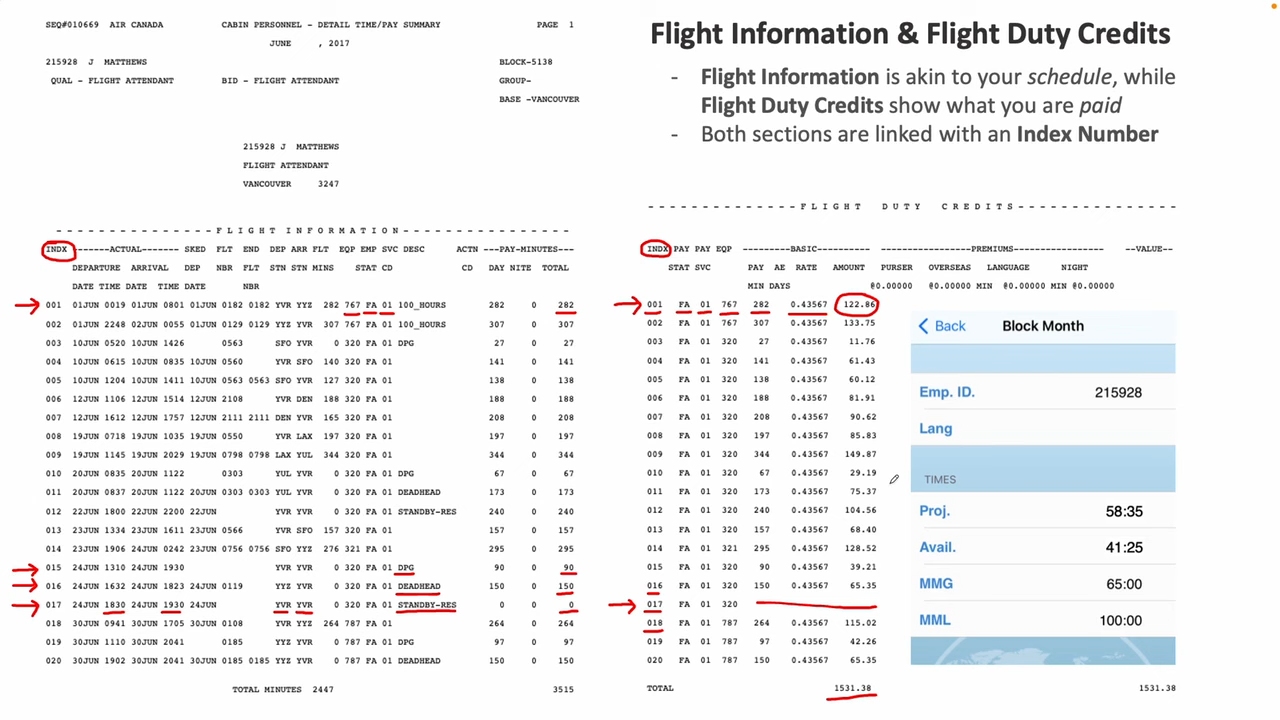 SEQ#010669 AIR CANADA CABIN PERSONNEL - DETAIL TIME/PAY SUMMARY PAGE 1
JUNE , 2017
215928 J MATTHEWS BLOCK-5138
QUAL - FLIGHT ATTENDANT BID - FLIGHT ATTENDANT GROUP-
BASE -VANCOUVER
215928 J MATTHEWS
FLIGHT ATTENDANT
VANCOUVER 3247
- - - - - - - - - - - - - - - - F L I G H T I N F O R M A T I O N - - - - - - - - - - - - - - - - -
INDX -------ACTUAL------- SKED FLT END DEP ARR FLT EQP EMP SVC DESC ACTN ---PAY-MINUTES---
DEPARTURE ARRIVAL DEP NBR FLT STN STN MINS STAT CD CD DAY NITE TOTAL
DATE TIME DATE TIME DATE NBR
001 01JUN 0019 01JUN 0801 01JUN 0182 0182 YVR YYZ 282 767 FA 01 100_HOURS 282 0 282
002 01JUN 2248 02JUN 0055 01JUN 0129 0129 YYZ YVR 307 767 FA 01 100_HOURS 307 0 307
003 10JUN 0520 10JUN 1426 0563 SFO YVR 0 320 FA 01 DPG 27 0 27
004 10JUN 0615 10JUN 0835 10JUN 0560 YVR SFO 140 320 FA 01 141 0 141
005 10JUN 1204 10JUN 1411 10JUN 0563 0563 SFO YVR 127 320 FA 01 138 0 138
006 12JUN 1106 12JUN 1514 12JUN 2108 YVR DEN 188 320 FA 01 188 0 188
007 12JUN 1612 12JUN 1757 12JUN 2111 2111 DEN YVR 165 320 FA 01 208 0 208
008 19JUN 0718 19JUN 1035 19JUN 0550 YVR LAX 197 320 FA 01 197 0 197
009 19JUN 1145 19JUN 2029 19JUN 0798 0798 LAX YUL 344 320 FA 01 344 0 344
010 20JUN 0835 20JUN 1122 0303 YUL YVR 0 320 FA 01 DPG 67 0 67
011 20JUN 0837 20JUN 1122 20JUN 0303 0303 YUL YVR 0 320 FA 01 DEADHEAD 173 0 173
012 22JUN 1800 22JUN 2200 22JUN YVR YVR 0 320 FA 01 STANDBY-RES 240 0 240
013 23JUN 1334 23JUN 1611 23JUN 0566 YVR SFO 157 320 FA 01 157 0 157
014 23JUN 1906 24JUN 0242 23JUN 0756 0756 SFO YYZ 276 321 FA 01 295 0 295
015 24JUN 1310 24JUN 1930 YVR YVR 0 320 FA 01 DPG 90 0 90
016 24JUN 1632 24JUN 1823 24JUN 0119 YYZ YVR 0 320 FA 01 DEADHEAD 150 0 150
017 24JUN 1830 24JUN 1930 24JUN YVR YVR 0 320 FA 01 STANDBY-RES 0 0 0
018 30JUN 0941 30JUN 1705 30JUN 0108 YVR YYZ 264 787 FA 01 264 0 264
019 30JUN 1110 30JUN 2041 0185 YYZ YVR 0 787 FA 01 DPG 97 0 97
020 30JUN 1902 30JUN 2041 30JUN 0185 0185 YYZ YVR 0 787 FA 01 DEADHEAD 150 0 150
TOTAL MINUTES 2447 3515
Flight Information & Flight Duty Credits
- Flight Information is akin to your schedule, while
Flight Duty Credits show what you are paid
- Both sections are linked with an Index Number
- - - - - - - - - - - - - - - - F L I G H T D U T Y C R E D I T S - - - - - - - - - - - - - - - - -
INDX PAY PAY EQP ------BASIC--------- -----------------PREMIUMS--------------- --VALUE--
STAT SVC PAY AE RATE AMOUNT PURSER OVERSEAS LANGUAGE NIGHT
MIN DAYS @0.00000 @0.00000 MIN @0.00000 MIN @0.00000
001 FA 01 767 282 0.43567 122.86
002 FA 01 767 307 0.43567 133.75
003 FA 01 320 27 0.43567 11.76
004 FA 01 320 141 0.43567 61.43
005 FA 01 320 138 0.43567 60.12
006 FA 01 320 188 0.43567 81.91
007 FA 01 320 208 0.43567 90.62
008 FA 01 320 197 0.43567 85.83
009 FA 01 320 344 0.43567 149.87
010 FA 01 320 67 0.43567 29.19
011 FA 01 320 173 0.43567 75.37
012 FA 01 320 240 0.43567 104.56
013 FA 01 320 157 0.43567 68.40
014 FA 01 321 295 0.43567 128.52
015 FA 01 320 90 0.43567 39.21
016 FA 01 320 150 0.43567 65.35
017 FA 01 320
018 FA 01 787 264 0.43567 115.02
019 FA 01 787 97 0.43567 42.26
020 FA 01 787 150 0.43567 65.35
TOTAL 1531.38 1531.38
Back Block Month
Emp. ID. 215928
Lang
TIMES
Proj. 58:35
Avail. 41:25
MMG 65:00
MML 100:00